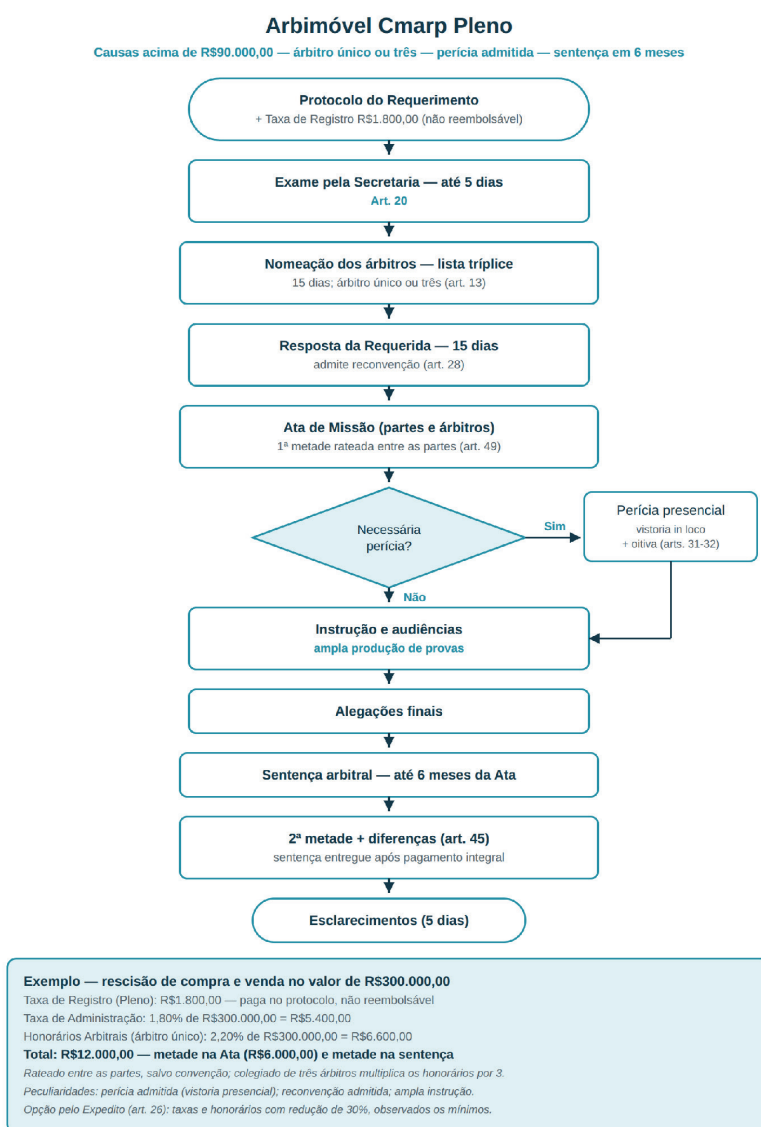 Arbimóvel Cmarp Pleno
Causas acima de R$90.000,00 — árbitro único ou três — perícia admitida — sentença em 6 meses
Protocolo do Requerimento
+ Taxa de Registro R$1.800,00 (não reembolsável)
Exame pela Secretaria — até 5 dias
Art. 20
Nomeação dos árbitros — lista tríplice
15 dias; árbitro único ou três (art. 13)
Resposta da Requerida — 15 dias
admite reconvenção (art. 28)
Ata de Missão (partes e árbitros)
1ª metade rateada entre as partes (art. 49)
Necessária
perícia?
Sim
Perícia presencial
vistoria in loco
+ oitiva (arts. 31-32)
Não
Instrução e audiências
ampla produção de provas
Alegações finais
Sentença arbitral — até 6 meses da Ata
2ª metade + diferenças (art. 45)
sentença entregue após pagamento integral
Esclarecimentos (5 dias)
Exemplo — rescisão de compra e venda no valor de R$300.000,00
Taxa de Registro (Pleno): R$1.800,00 — paga no protocolo, não reembolsável
Taxa de Administração: 1,80% de R$300.000,00 = R$5.400,00
Honorários Arbitrais (árbitro único): 2,20% de R$300.000,00 = R$6.600,00
Total: R$12.000,00 — metade na Ata (R$6.000,00) e metade na sentença
Rateado entre as partes, salvo convenção; colegiado de três árbitros multiplica os honorários por 3.
Peculiaridades: perícia admitida (vistoria presencial); reconvenção admitida; ampla instrução.
Opção pelo Expedito (art. 26): taxas e honorários com redução de 30%, observados os mínimos.